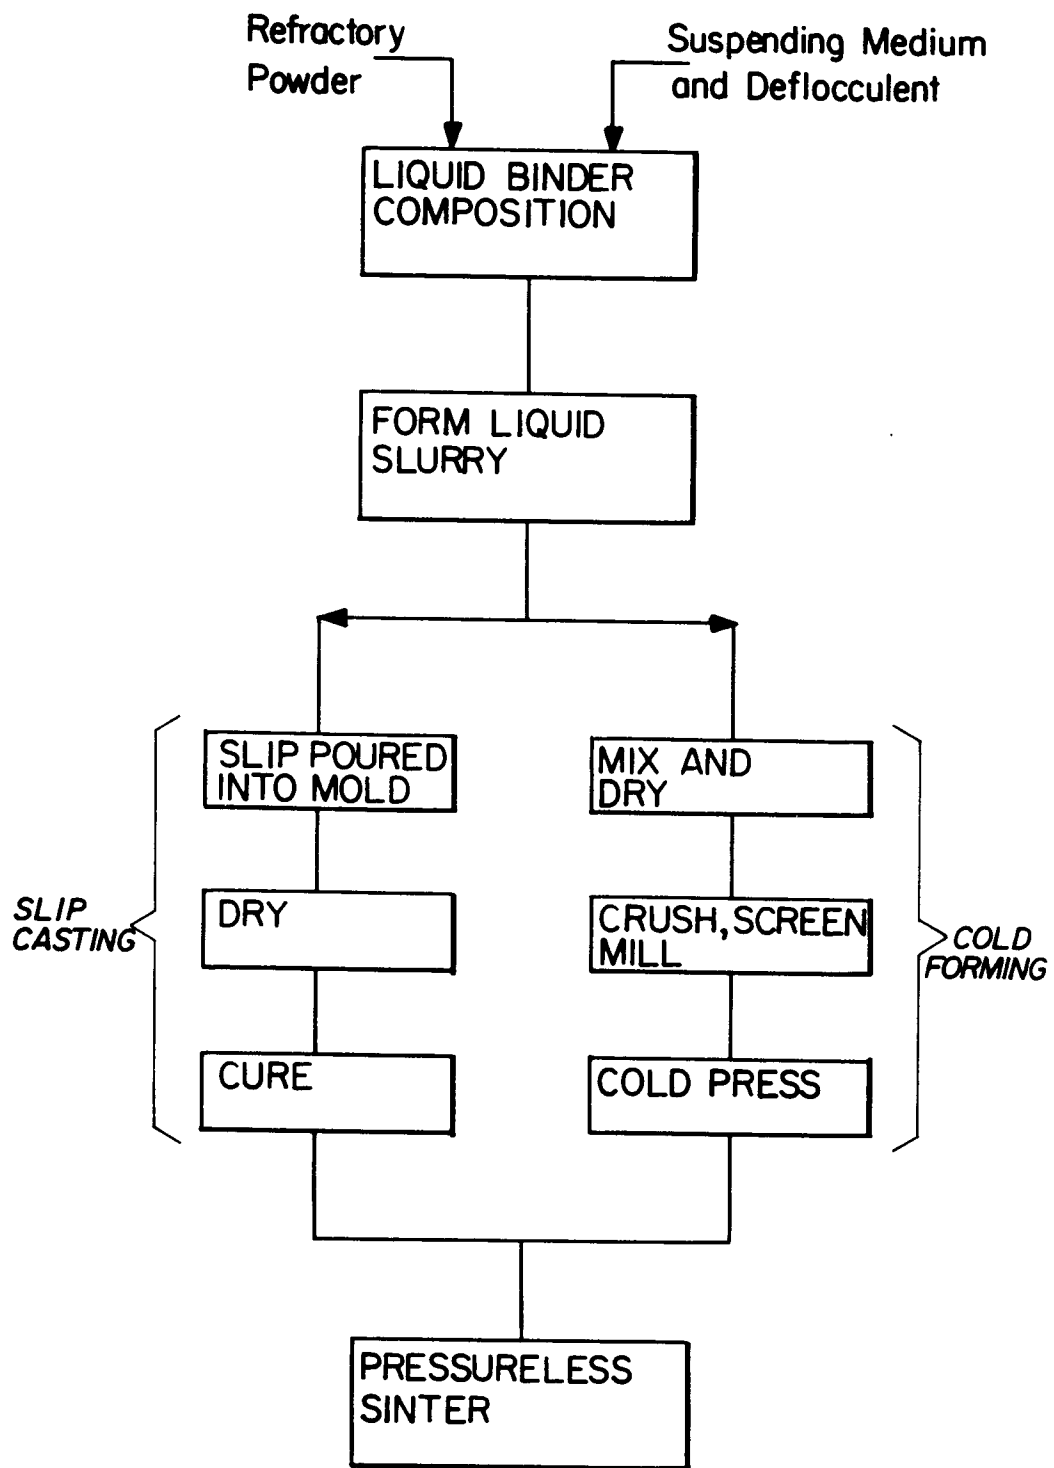 Refractory
Powder
Suspending Medium
and Deflocculent
LIQUID BINDER
COMPOSITION
FORM LIQUID
SLURRY
SLIP POURED
INTO MOLD
MIX AND
DRY
SLIP
CASTING
DRY
CRUSH, SCREEN
MILL
COLD
FORMING
CURE
COLD PRESS
PRESSURELESS
SINTER